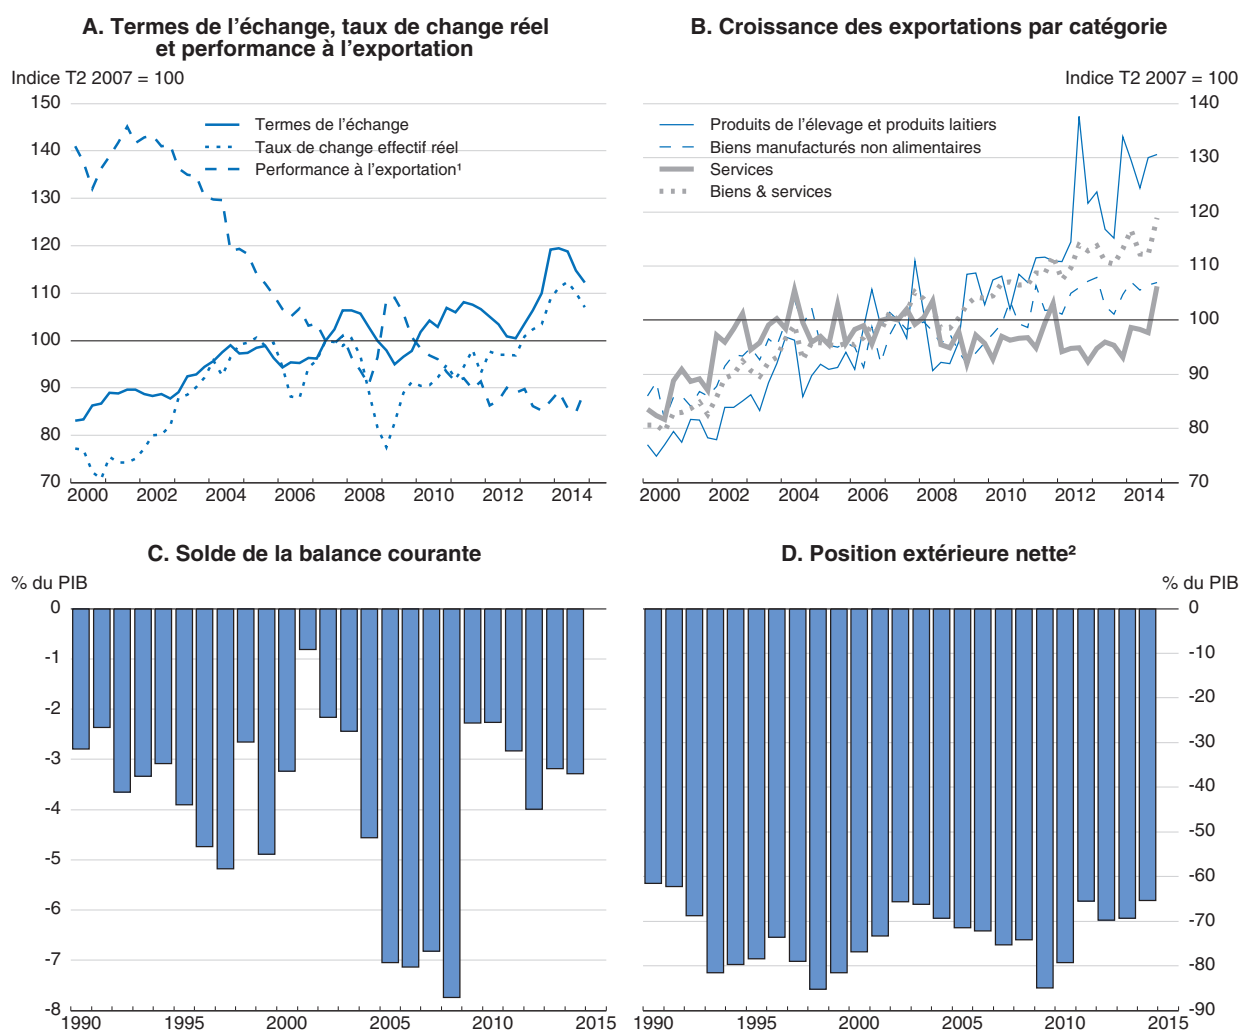 A. Termes de l'échange, taux de change réel
et performance à l'exportation
Indice T2 2007 = 100
150
140
130
120
110
100
90
80
70
Termes de l'échange
Taux de change effectif réel
Performance à l'exportation¹
2000 2002 2004 2006 2008 2010 2012 2014
B. Croissance des exportations par catégorie
Indice T2 2007 = 100
140
130
120
110
100
90
80
70
Produits de l'élevage et produits laitiers
Biens manufacturés non alimentaires
Services
Biens & services
2000 2002 2004 2006 2008 2010 2012 2014
C. Solde de la balance courante
% du PIB
0
-1
-2
-3
-4
-5
-6
-7
-8
1990 1995 2000 2005 2010 2015
D. Position extérieure nette²
% du PIB
0
-10
-20
-30
-40
-50
-60
-70
-80
-90
1990 1995 2000 2005 2010 2015